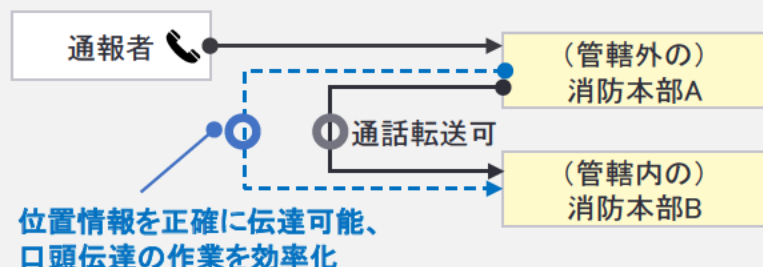 通報者
（管轄外の）
消防本部A
通話転送可
（管轄内の）
消防本部B
位置情報を正確に伝達可能、
口頭伝達の作業を効率化